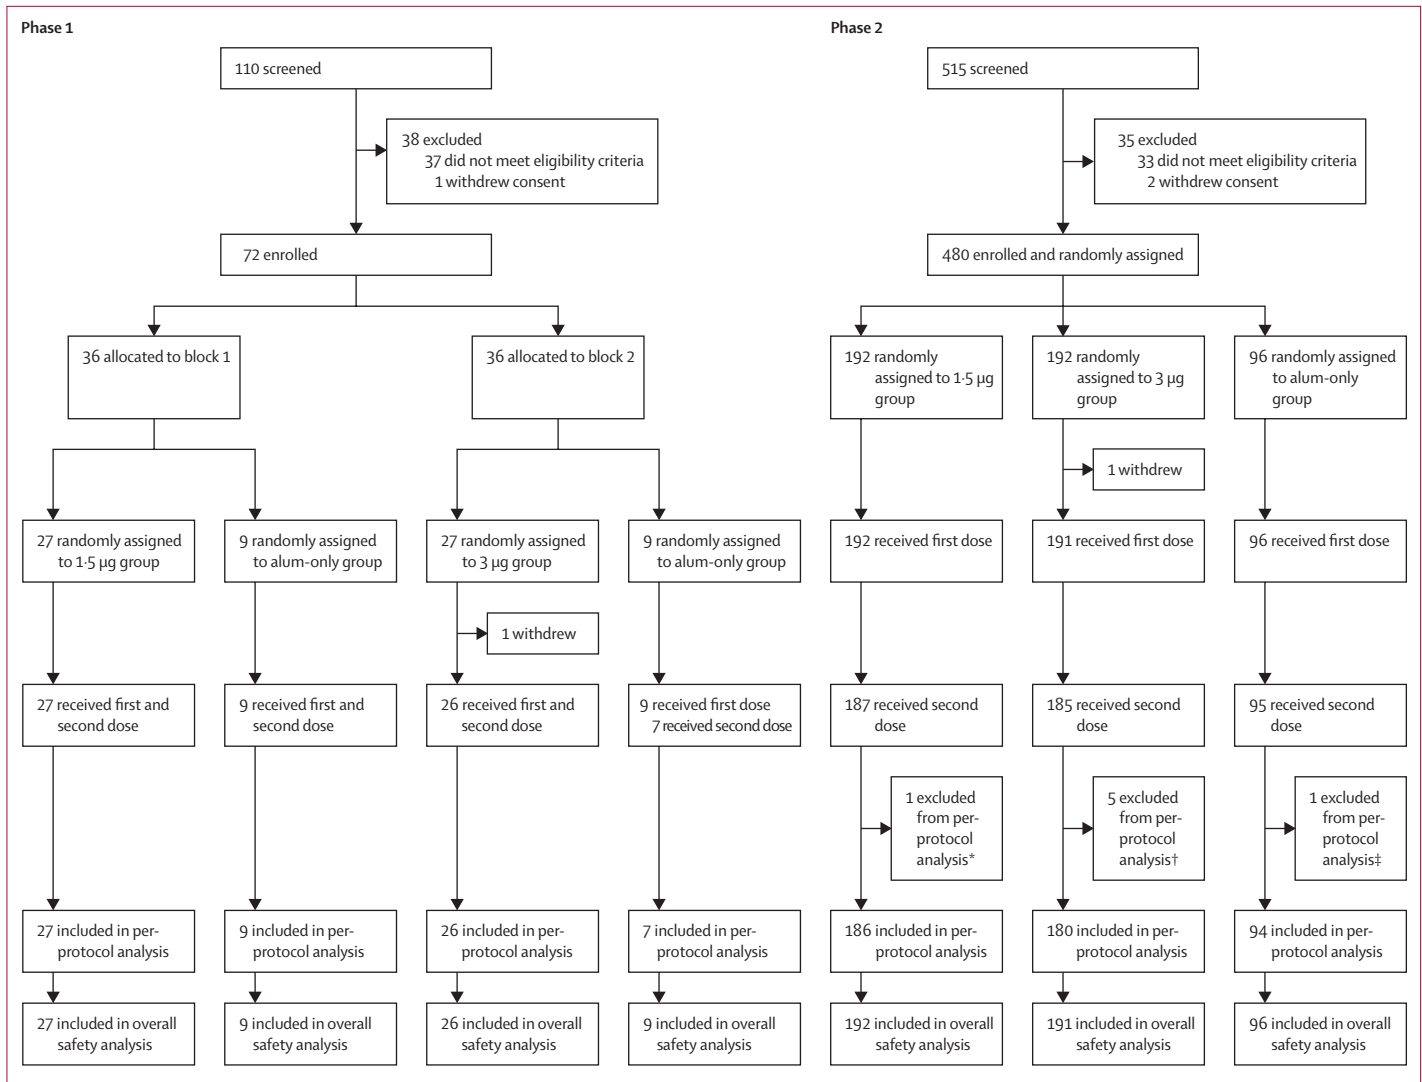 Phase 1
110 screened
38 excluded
37 did not meet eligibility criteria
1 withdrew consent
72 enrolled
36 allocated to block 1
36 allocated to block 2
27 randomly assigned
to 1·5 µg group
9 randomly assigned
to alum-only group
27 randomly assigned
to 3 µg group
9 randomly assigned
to alum-only group
1 withdrew
27 received first and
second dose
9 received first and
second dose
26 received first and
second dose
9 received first dose
7 received second dose
27 included in per-
protocol analysis
9 included in per-
protocol analysis
26 included in per-
protocol analysis
7 included in per-
protocol analysis
27 included in overall
safety analysis
9 included in overall
safety analysis
26 included in overall
safety analysis
9 included in overall
safety analysis
Phase 2
515 screened
35 excluded
33 did not meet eligibility criteria
2 withdrew consent
480 enrolled and randomly assigned
192 randomly
assigned to 1·5 µg
group
192 randomly
assigned to 3 µg
group
96 randomly assigned
to alum-only
group
1 withdrew
192 received first dose
191 received first dose
96 received first dose
187 received second
dose
185 received second
dose
95 received second
dose
1 excluded
from per-
protocol
analysis*
5 excluded
from per-
protocol
analysis†
1 excluded
from per-
protocol
analysis‡
186 included in per-
protocol analysis
180 included in per-
protocol analysis
94 included in per-
protocol analysis
192 included in overall
safety analysis
191 included in overall
safety analysis
96 included in overall
safety analysis